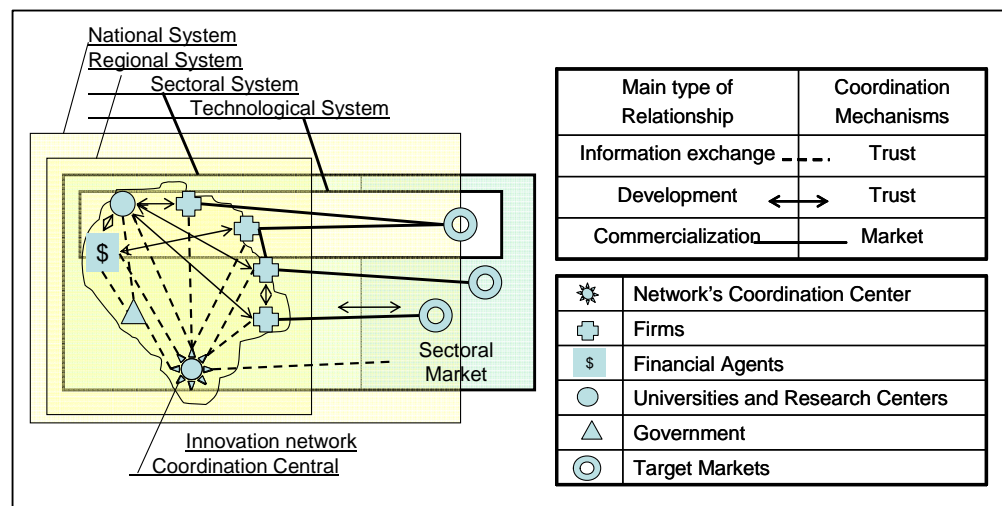 National System
Regional System
Sectoral System
Technological System
$
Sectoral
Market
Innovation network
Coordination Central
Main type of
Relationship
Coordination
Mechanisms
Information exchange
Trust
Development
Trust
Commercialization
Market
Network's Coordination Center
Firms
$
Financial Agents
Universities and Research Centers
Government
Target Markets